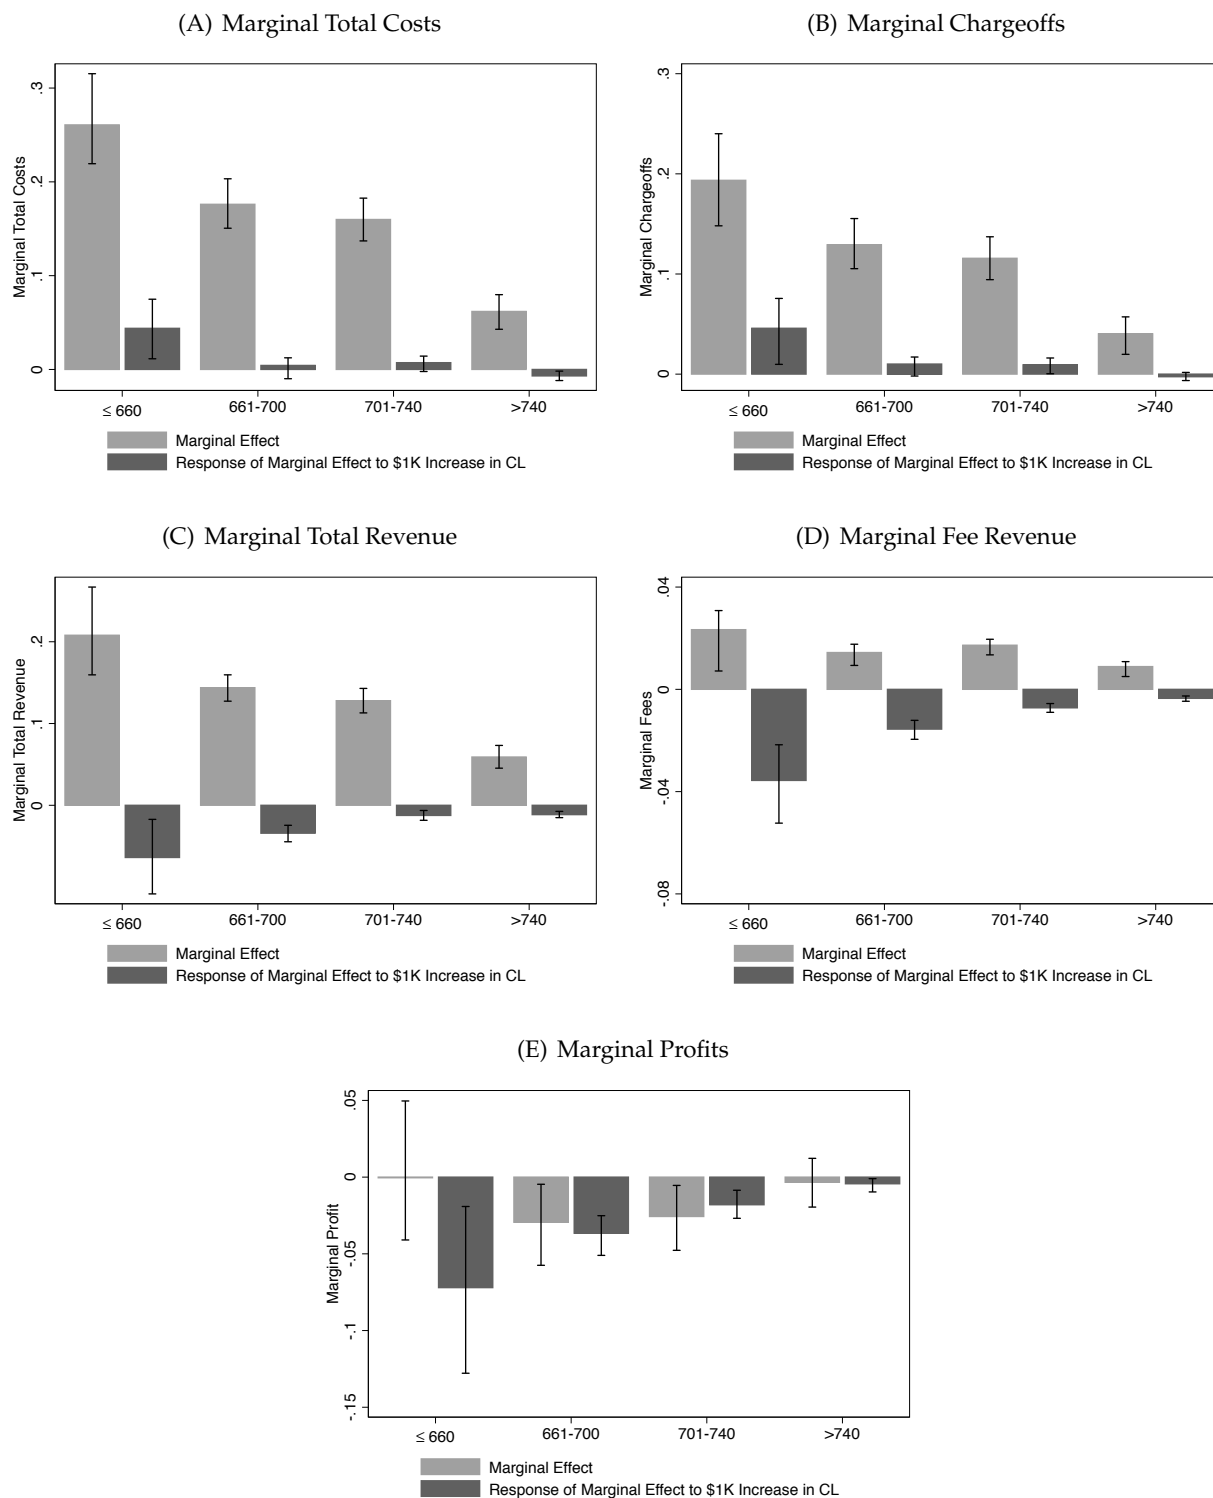 (A) Marginal Total Costs
Marginal Total Costs
.3
.2
.1
0
≤ 660
661-700
701-740
>740
Marginal Effect
Response of Marginal Effect to $1K Increase in CL
(B) Marginal Chargeoffs
Marginal Chargeoffs
.3
.2
.1
0
≤ 660
661-700
701-740
>740
Marginal Effect
Response of Marginal Effect to $1K Increase in CL
(C) Marginal Total Revenue
Marginal Total Revenue
.2
.1
0
≤ 660
661-700
701-740
>740
Marginal Effect
Response of Marginal Effect to $1K Increase in CL
(D) Marginal Fee Revenue
Marginal Fees
.04
0
-.04
-.08
≤ 660
661-700
701-740
>740
Marginal Effect
Response of Marginal Effect to $1K Increase in CL
(E) Marginal Profits
Marginal Profit
.05
0
-.05
-.1
-.15
≤ 660
661-700
701-740
>740
Marginal Effect
Response of Marginal Effect to $1K Increase in CL